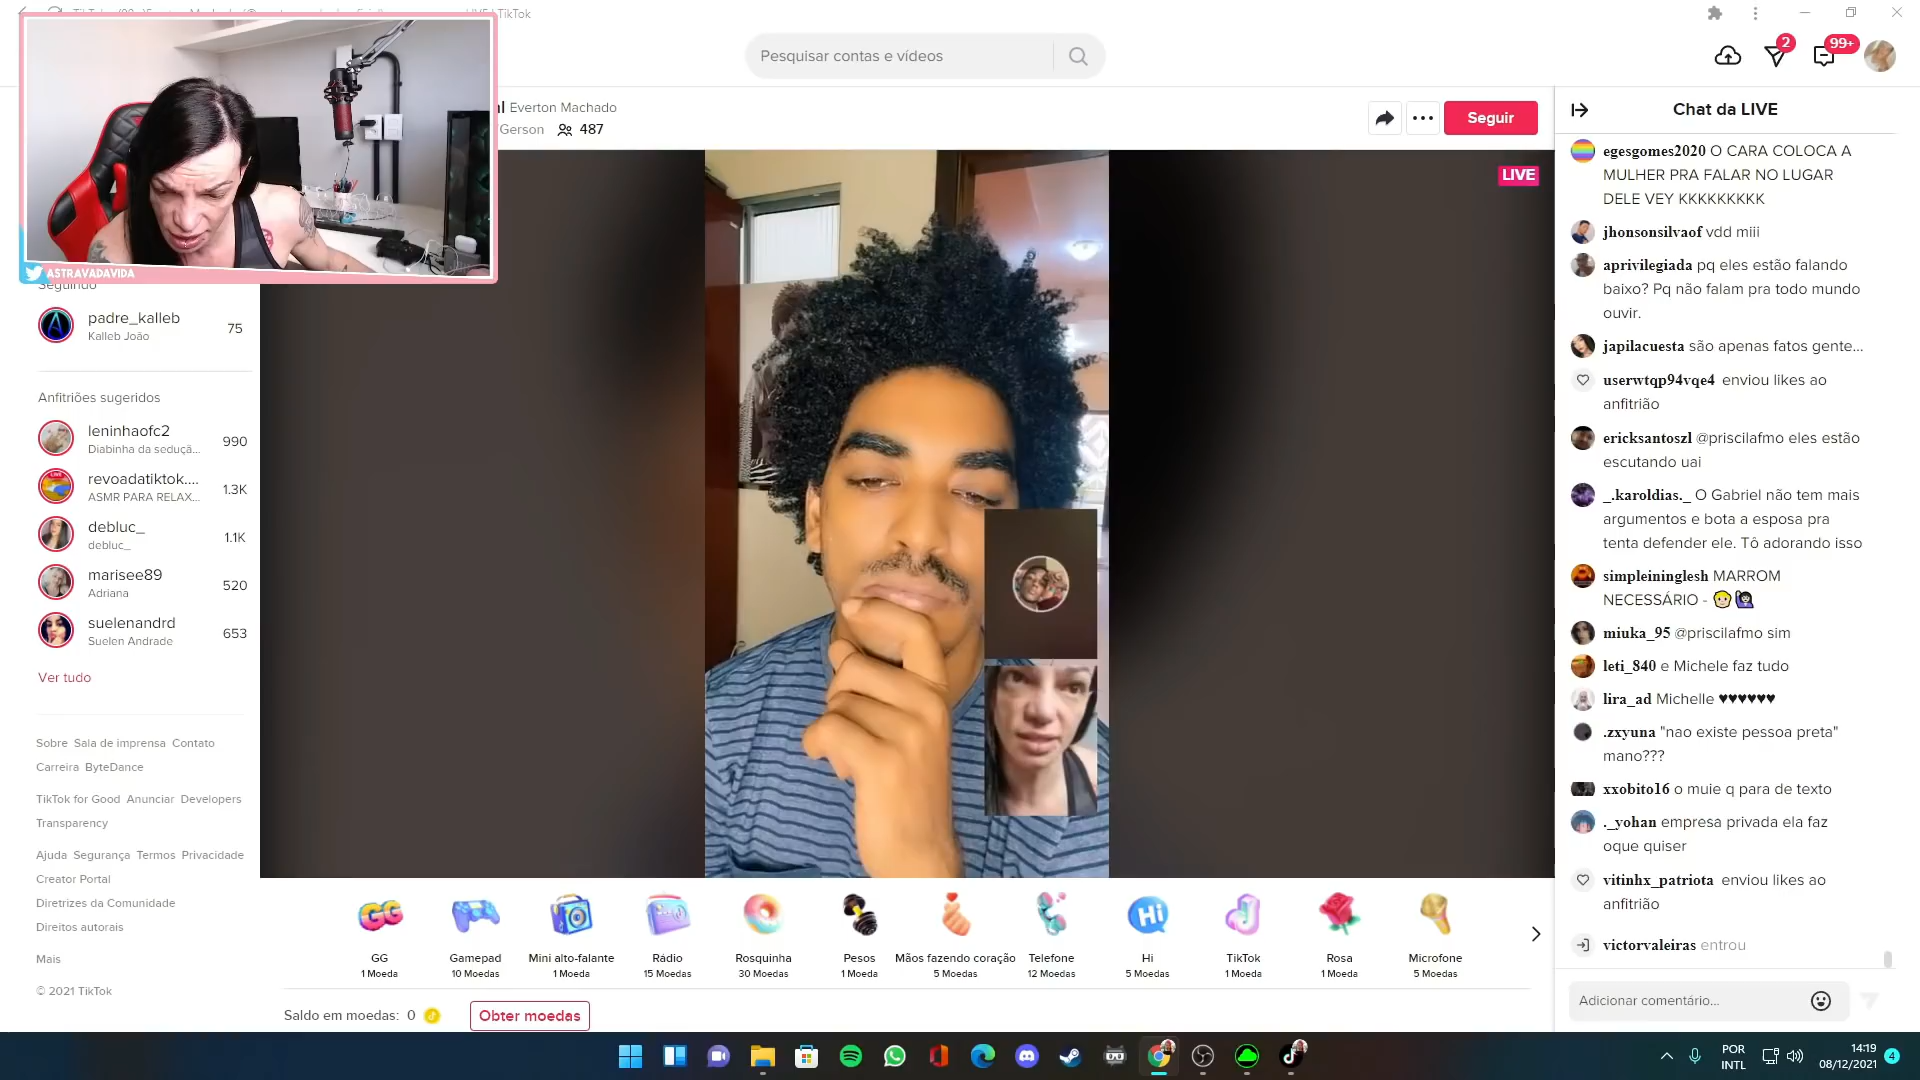 TikTok
Pesquisar contas e vídeos
2
99+
Everton Machado
Gerson 487
Seguir
Chat da LIVE
LIVE
ASTRAVADAVIDA
Seguindo
padre_kalleb
Kalleb João
75
Anfitriões sugeridos
leninhaofc2
Diabinha da seduçã...
990
revoadatiktok....
ASMR PARA RELAX...
1.3K
debluc_
debluc_
1.1K
marisee89
Adriana
520
suelenandrd
Suelen Andrade
653
Ver tudo
Sobre Sala de imprensa Contato
Carreira ByteDance
TikTok for Good Anunciar Developers
Transparency
Ajuda Segurança Termos Privacidade
Creator Portal
Diretrizes da Comunidade
Direitos autorais
Mais
© 2021 TikTok
egesgomes2020 O CARA COLOCA A
MULHER PRA FALAR NO LUGAR
DELE VEY KKKKKKKKK
jhonsonsilvaof vdd miii
aprivilegiada pq eles estão falando
baixo? Pq não falam pra todo mundo
ouvir.
japilacuesta são apenas fatos gente...
userwtqp94vqe4 enviou likes ao
anfitrião
ericksantoszl @priscilafmo eles estão
escutando uai
_.karoldias._ O Gabriel não tem mais
argumentos e bota a esposa pra
tenta defender ele. Tô adorando isso
simpleininglesh MARROM
NECESSÁRIO - 
miuka_95 @priscilafmo sim
leti_840 e Michele faz tudo
lira_ad Michelle ♥♥♥♥♥♥
.zxyuna "nao existe pessoa preta"
mano???
xxobito16 o muie q para de texto
._yohan empresa privada ela faz
oque quiser
vitinhx_patriota enviou likes ao
anfitrião
victorvaleiras entrou
Adicionar comentário...
GG
1 Moeda
Gamepad
10 Moedas
Mini alto-falante
1 Moeda
Rádio
15 Moedas
Rosquinha
30 Moedas
Pesos
1 Moeda
Mãos fazendo coração
5 Moedas
Telefone
12 Moedas
Hi
5 Moedas
TikTok
1 Moeda
Rosa
1 Moeda
Microfone
5 Moedas
Saldo em moedas: 0
Obter moedas
POR
INTL
14:19
08/12/2021
4